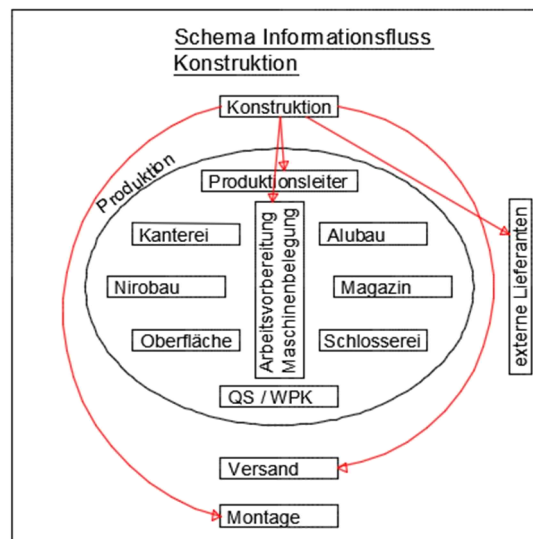 Schema Informationsfluss
Konstruktion
Konstruktion
Produktion
Produktionsleiter
Kanterei
Arbeitsvorbereitung
Maschinenbelegung
Alubau
externe Lieferanten
Nirobau
Magazin
Oberfläche
Schlosserei
QS / WPK
Versand
Montage